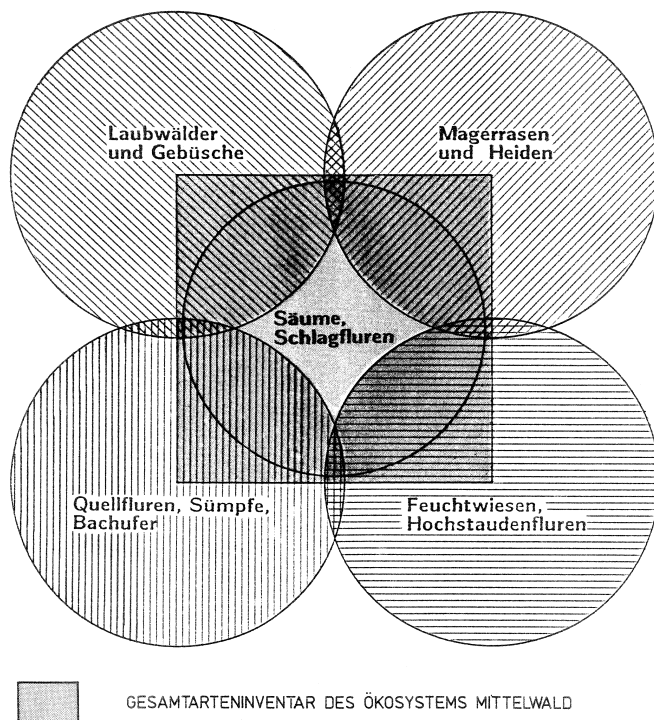 Laubwälder
und Gebüsche
Magerrasen
und Heiden
Säume,
Schlagfluren
Quellfluren, Sümpfe,
Bachufer
Feuchtwiesen,
Hochstaudenfluren
GESAMTARTENINVENTAR DES ÖKOSYSTEMS MITTELWALD